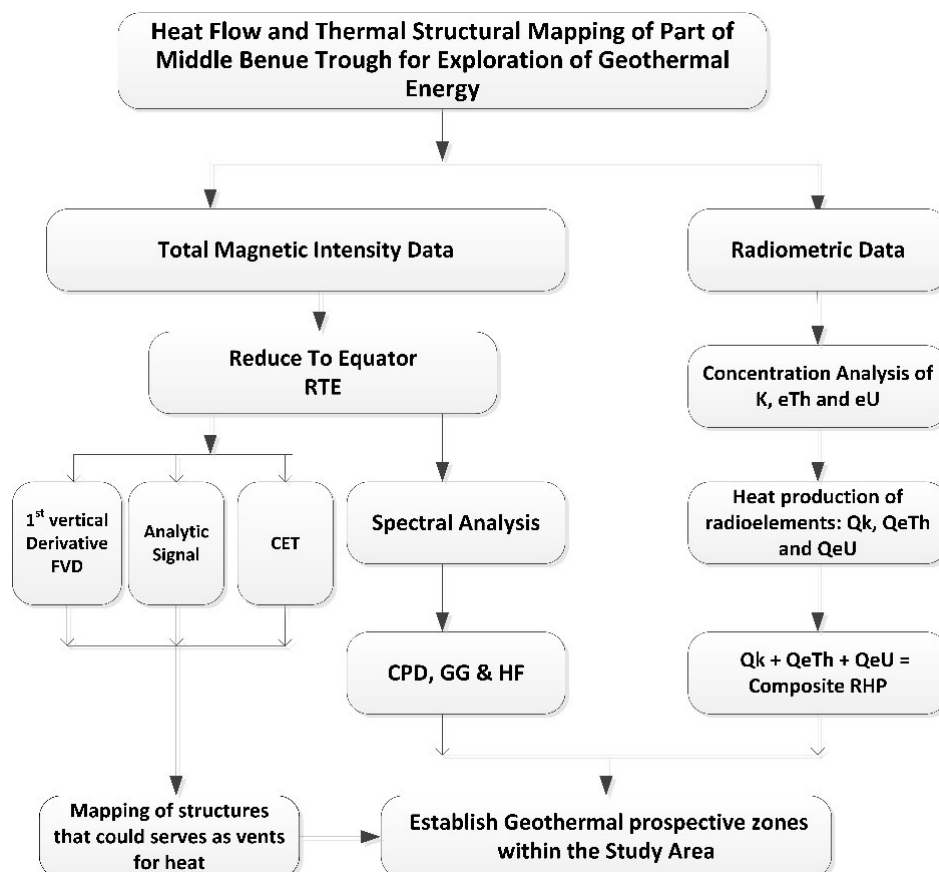 Heat Flow and Thermal Structural Mapping of Part of
Middle Benue Trough for Exploration of Geothermal
Energy
Total Magnetic Intensity Data
Radiometric Data
Reduce To Equator
RTE
Concentration Analysis of
K, eTh and eU
1st vertical
Derivative
FVD
Analytic
Signal
CET
Spectral Analysis
Heat production of
radioelements: Qk, QeTh
and QeU
CPD, GG & HF
Qk + QeTh + QeU =
Composite RHP
Mapping of structures
that could serves as vents
for heat
Establish Geothermal prospective zones
within the Study Area